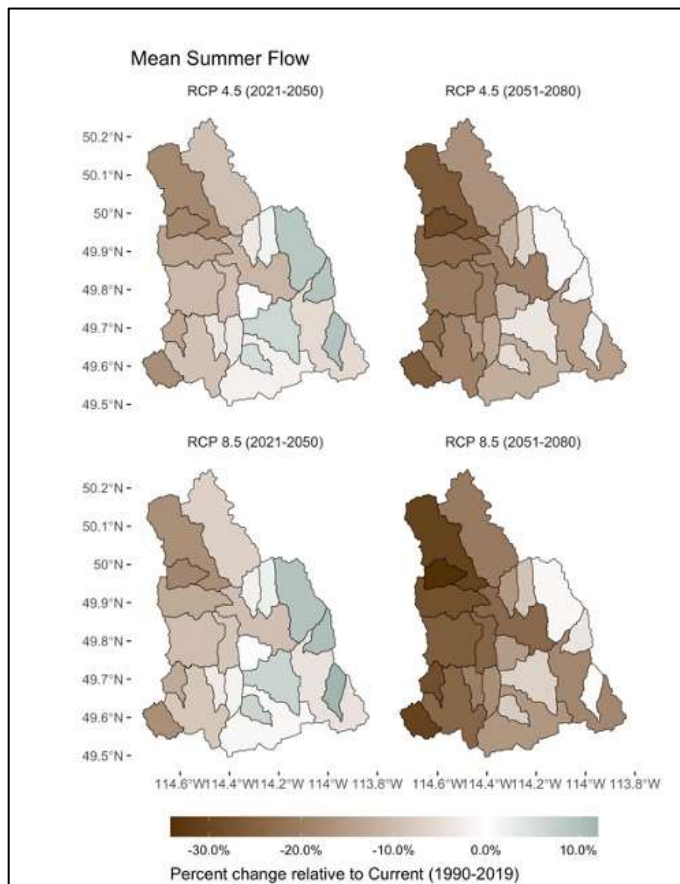 Mean Summer Flow
RCP 4.5 (2021-2050) RCP 4.5 (2051-2080)
50.2°N
50.1°N
50°N
49.9°N
49.8°N
49.7°N
49.6°N
49.5°N
RCP 8.5 (2021-2050) RCP 8.5 (2051-2080)
50.2°N
50.1°N
50°N
49.9°N
49.8°N
49.7°N
49.6°N
49.5°N
114.6°W114.4°W114.2°W 114°W 113.8°W 114.6°W114.4°W114.2°W 114°W 113.8°W
-30.0% -20.0% -10.0% 0.0% 10.0%
Percent change relative to Current (1990-2019)